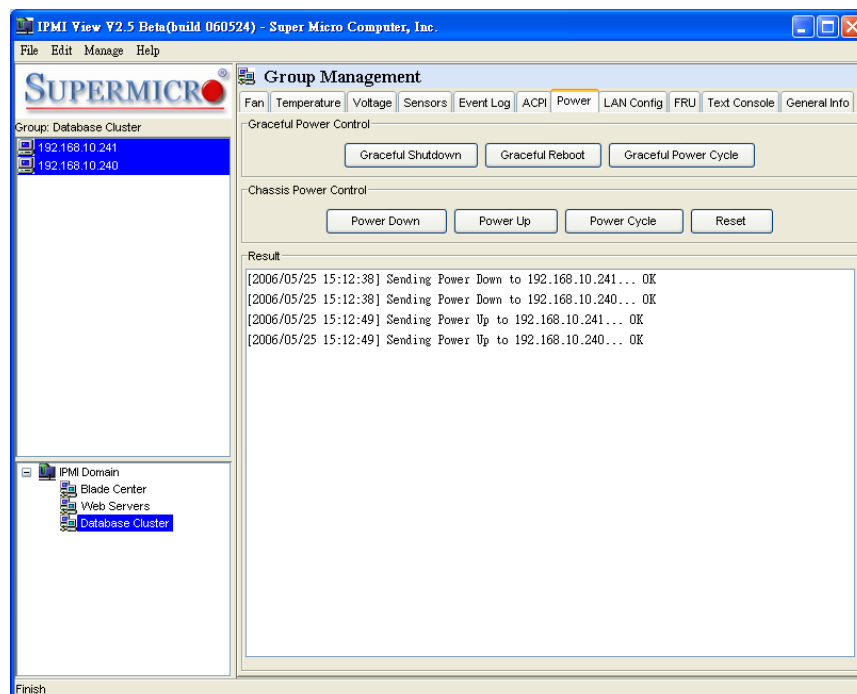 IPMI View V2.5 Beta(build 060524) - Super Micro Computer, Inc.
File Edit Manage Help
SUPERMICRO®
Group: Database Cluster
192.168.10.241
192.168.10.240
IPMI Domain
Blade Center
Web Servers
Database Cluster
Group Management
Fan Temperature Voltage Sensors Event Log ACPI Power LAN Config FRU Text Console General Info
Graceful Power Control
Graceful Shutdown Graceful Reboot Graceful Power Cycle
Chassis Power Control
Power Down Power Up Power Cycle Reset
Result
[2006/05/25 15:12:38] Sending Power Down to 192.168.10.241... OK
[2006/05/25 15:12:38] Sending Power Down to 192.168.10.240... OK
[2006/05/25 15:12:49] Sending Power Up to 192.168.10.241... OK
[2006/05/25 15:12:49] Sending Power Up to 192.168.10.240... OK
Finish